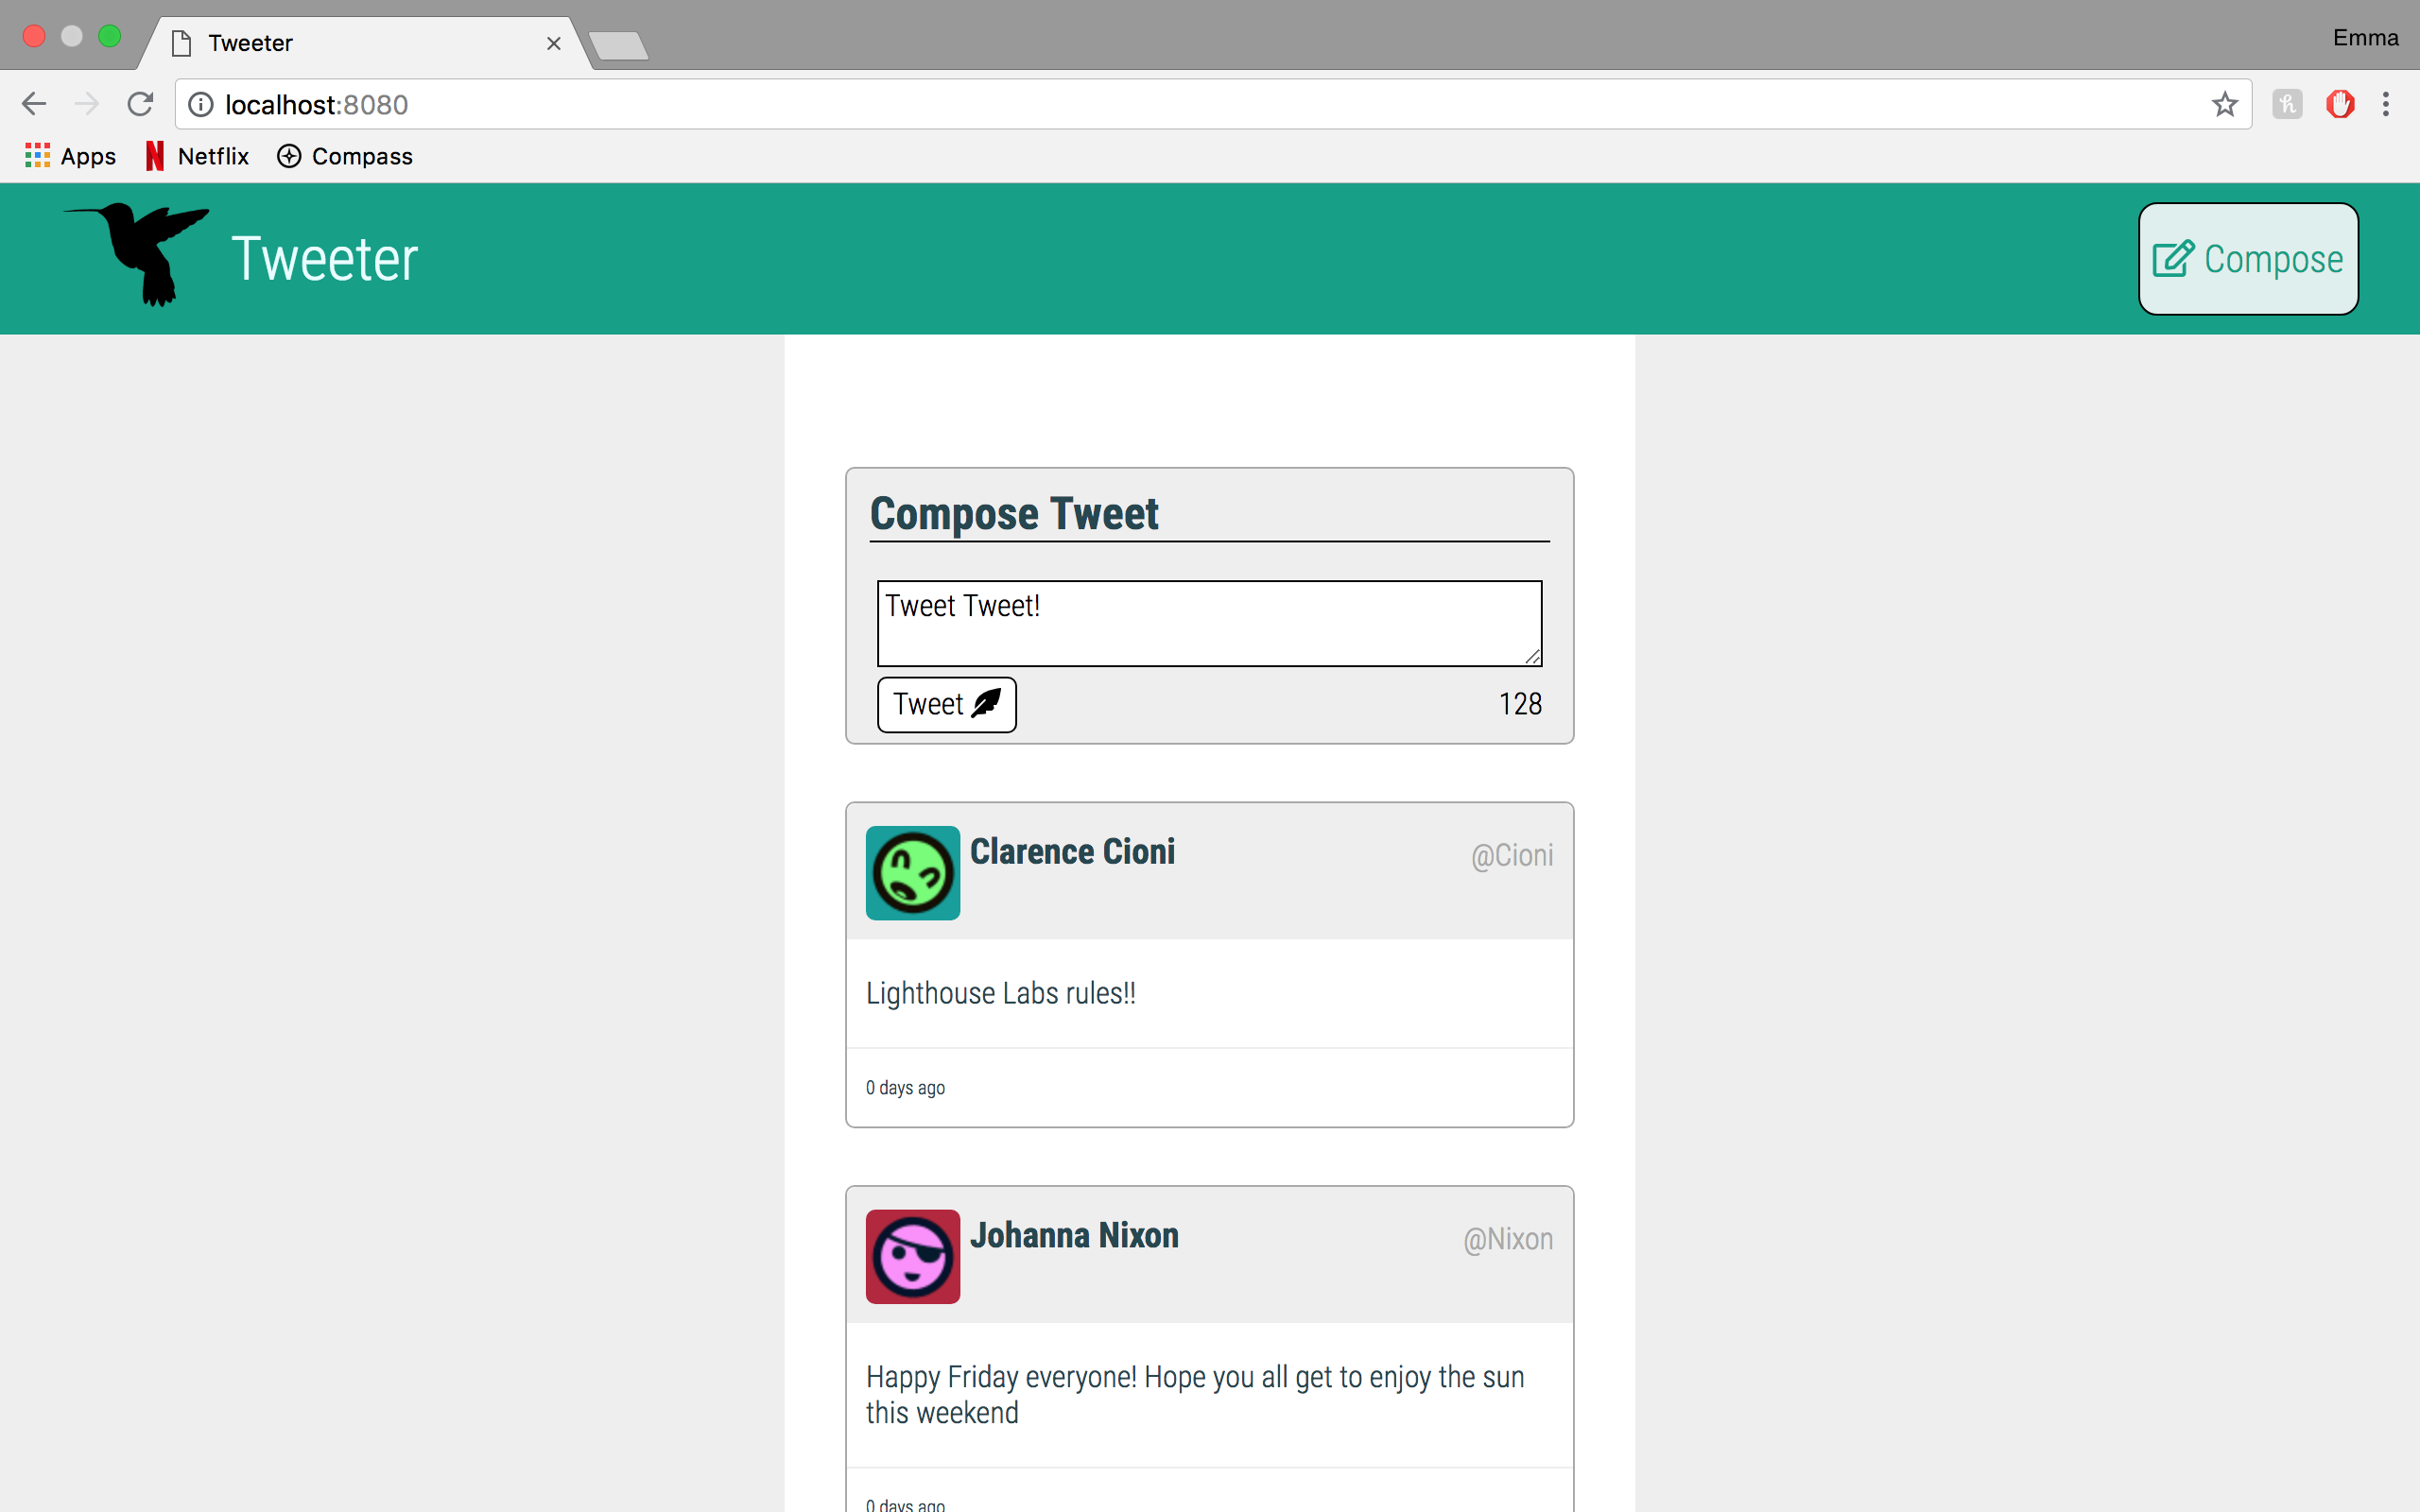 Tweeter
Emma
localhost:8080
Apps Netflix Compass
Tweeter
Compose
Compose Tweet
Tweet Tweet!
Tweet 128
Clarence Cioni @Cioni
Lighthouse Labs rules!!
0 days ago
Johanna Nixon @Nixon
Happy Friday everyone! Hope you all get to enjoy the sun
this weekend
0 days ago